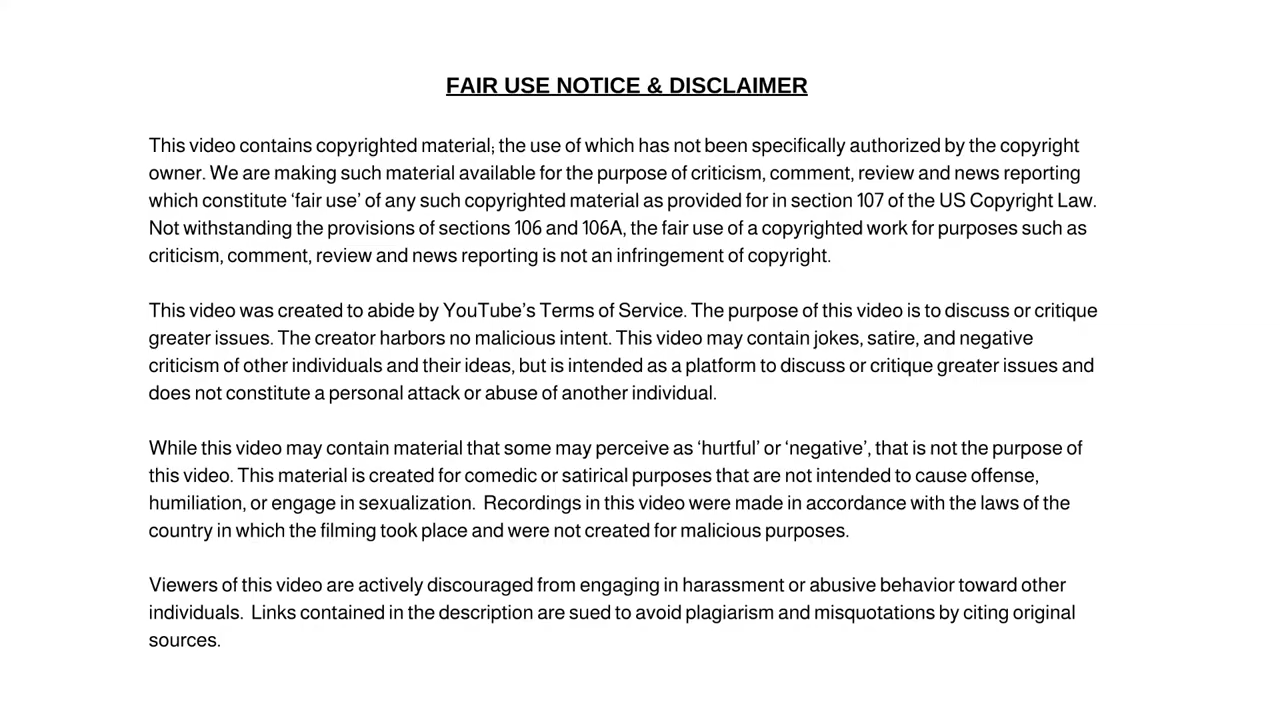 FAIR USE NOTICE & DISCLAIMER
This video contains copyrighted material; the use of which has not been specifically authorized by the copyright
owner. We are making such material available for the purpose of criticism, comment, review and news reporting
which constitute ‘fair use’ of any such copyrighted material as provided for in section 107 of the US Copyright Law.
Not withstanding the provisions of sections 106 and 106A, the fair use of a copyrighted work for purposes such as
criticism, comment, review and news reporting is not an infringement of copyright.
This video was created to abide by YouTube’s Terms of Service. The purpose of this video is to discuss or critique
greater issues. The creator harbors no malicious intent. This video may contain jokes, satire, and negative
criticism of other individuals and their ideas, but is intended as a platform to discuss or critique greater issues and
does not constitute a personal attack or abuse of another individual.
While this video may contain material that some may perceive as ‘hurtful’ or ‘negative’, that is not the purpose of
this video. This material is created for comedic or satirical purposes that are not intended to cause offense,
humiliation, or engage in sexualization.  Recordings in this video were made in accordance with the laws of the
country in which the filming took place and were not created for malicious purposes.
Viewers of this video are actively discouraged from engaging in harassment or abusive behavior toward other
individuals.  Links contained in the description are sued to avoid plagiarism and misquotations by citing original
sources.